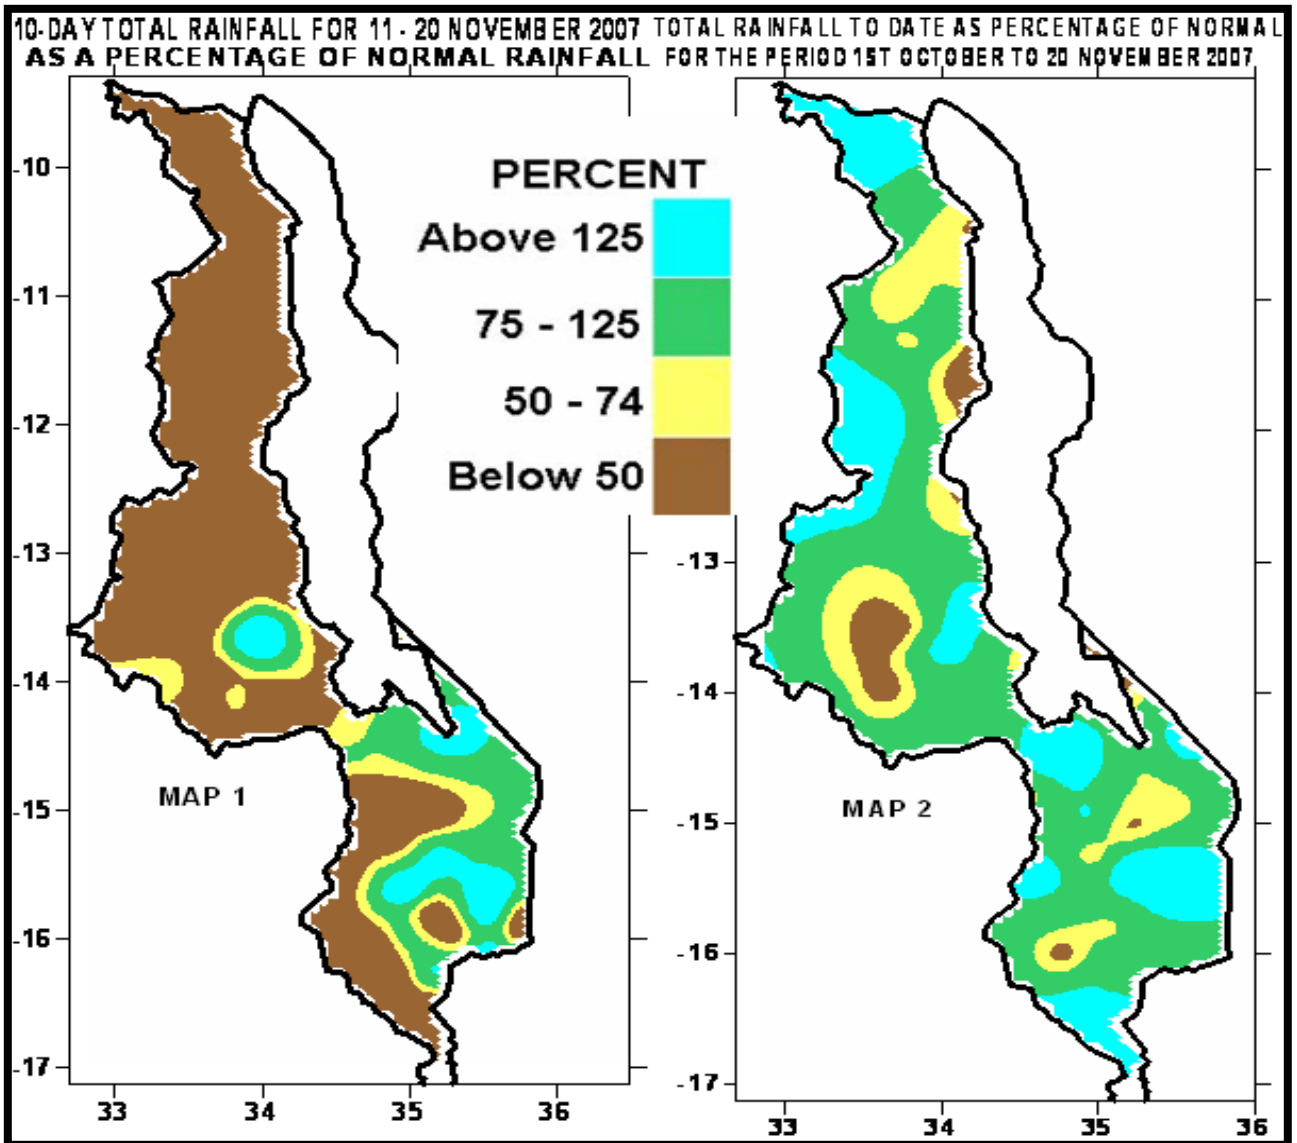 10-DAY TOTAL RAINFALL FOR 11 - 20 NOVEMBER 2007
AS A PERCENTAGE OF NORMAL RAINFALL
TOTAL RAINFALL TO DATE AS PERCENTAGE OF NORMAL
FOR THE PERIOD 1ST OCTOBER TO 20 NOVEMBER 2007
PERCENT
Above 125
75 - 125
50 - 74
Below 50
-10
-11
-12
-13
-14
-15
-16
-17
MAP 1
33
34
35
36
-13
-14
-15
-16
-17
MAP 2
33
34
35
36